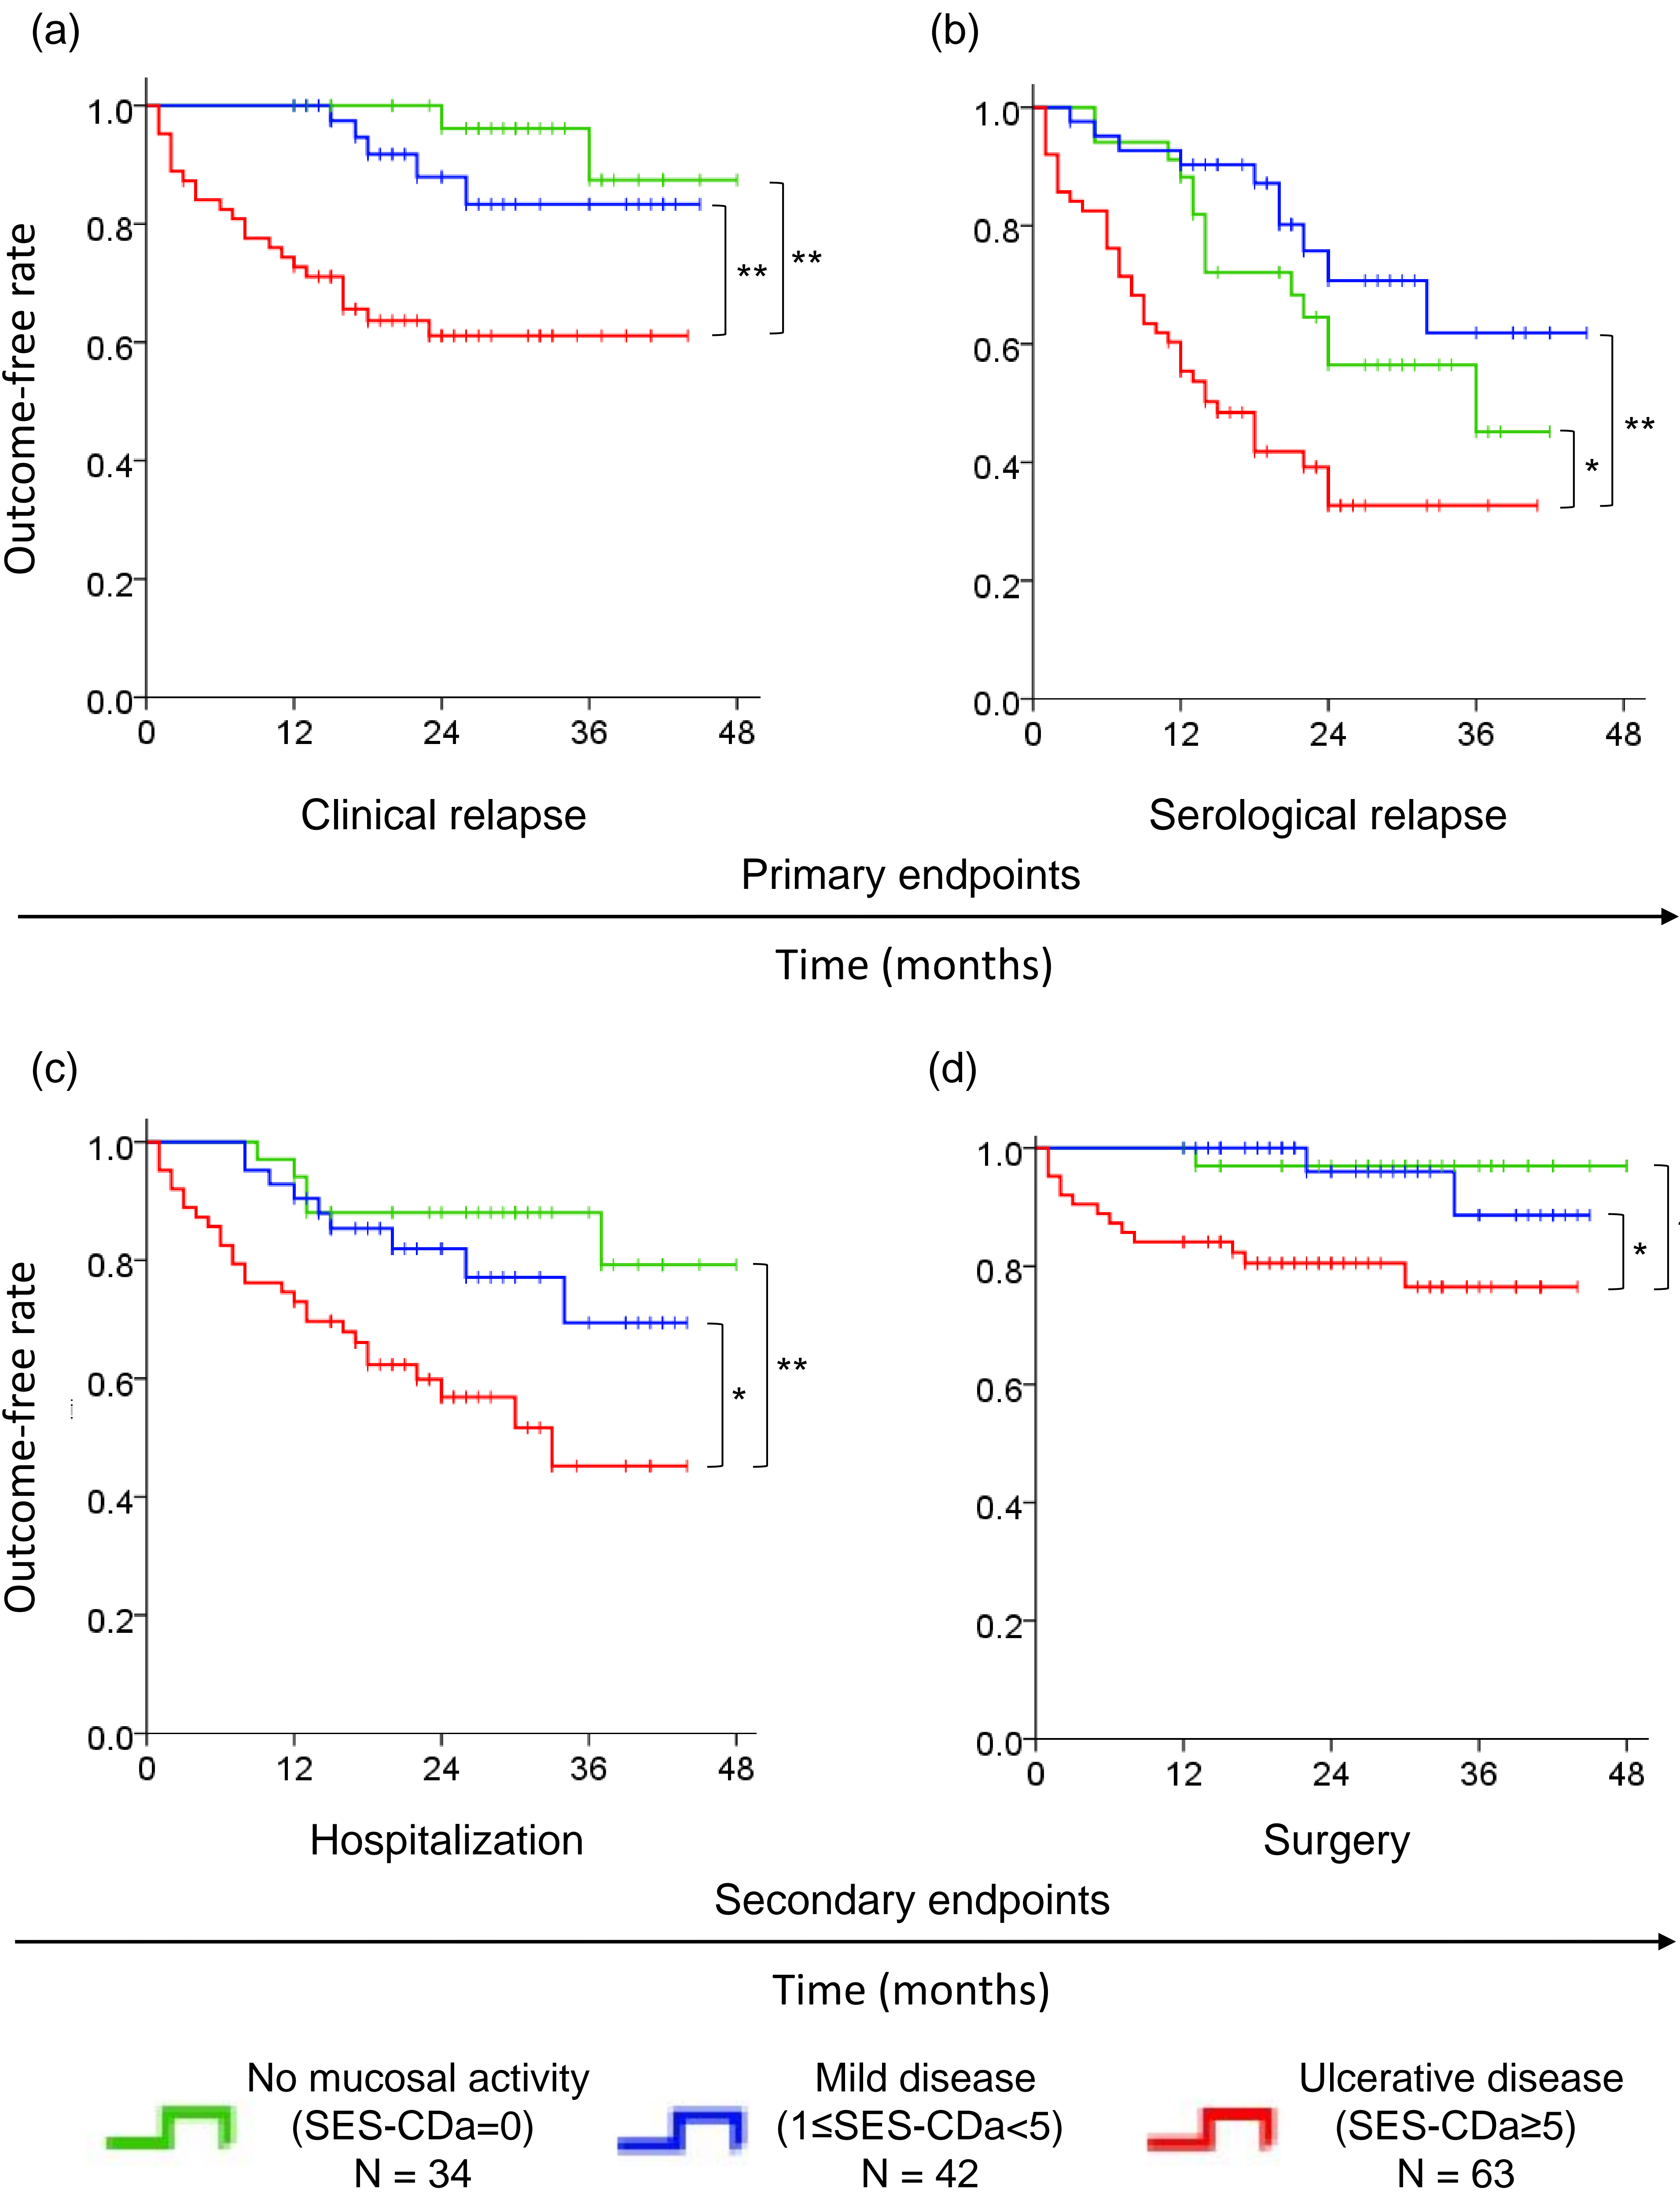 (a)
(b)
Outcome-free rate
1.0
0.8
0.6
0.4
0.2
0.0
0 12 24 36 48
**
**
Clinical relapse
1.0
0.8
0.6
0.4
0.2
0.0
0 12 24 36 48
*
**
Serological relapse
Primary endpoints
Time (months)
(c)
(d)
Outcome-free rate
1.0
0.8
0.6
0.4
0.2
0.0
0 12 24 36 48
*
**
Hospitalization
1.0
0.8
0.6
0.4
0.2
0.0
0 12 24 36 48
*
Surgery
Secondary endpoints
Time (months)
No mucosal activity
(SES-CDa=0)
N = 34
Mild disease
(1≤SES-CDa<5)
N = 42
Ulcerative disease
(SES-CDa≥5)
N = 63